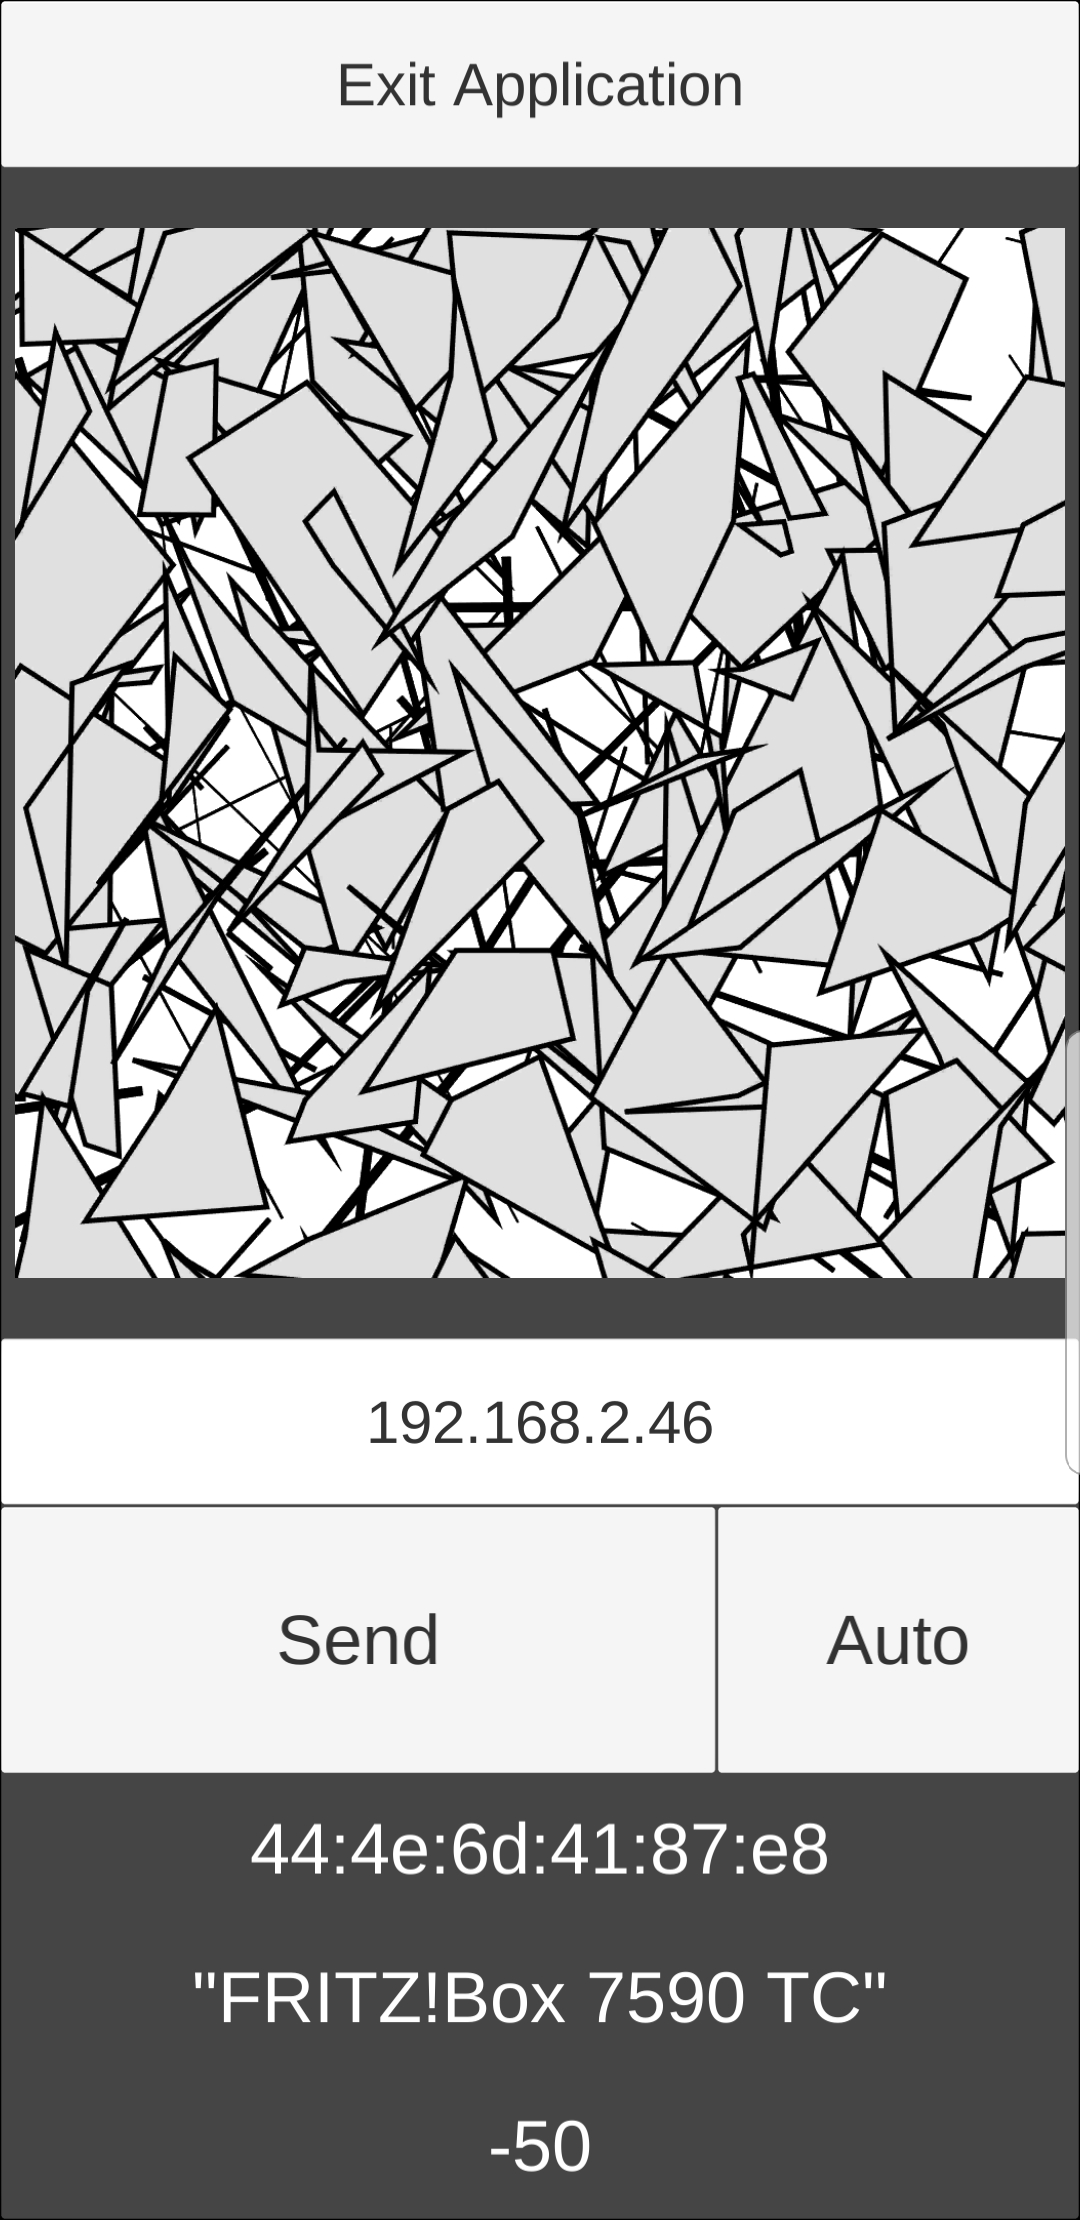 Exit Application
192.168.2.46
Send
Auto
44:4e:6d:41:87:e8
"FRITZ!Box 7590 TC"
-50